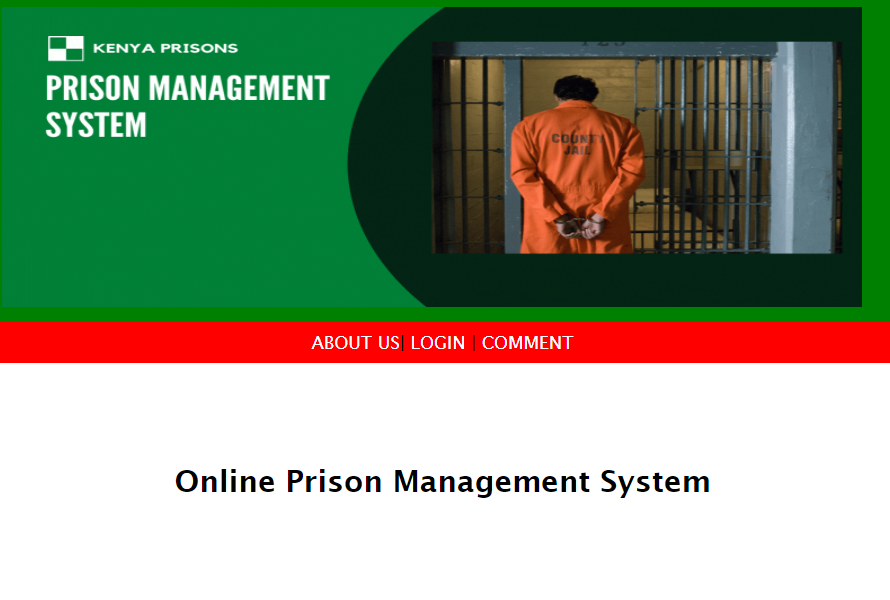 KENYA PRISONS
PRISON MANAGEMENT
SYSTEM
COUNTY
JAIL
ABOUT US| LOGIN | COMMENT
Online Prison Management System